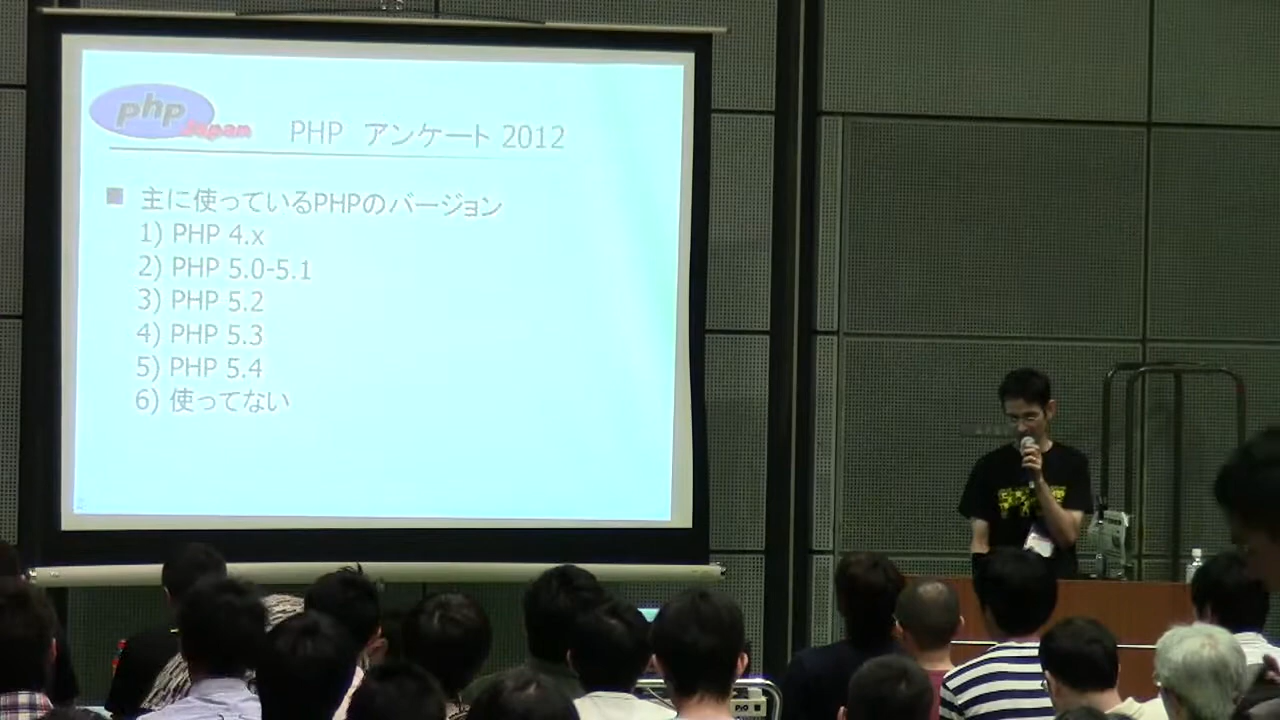 php
Japan
PHP アンケート 2012
主に使っているPHPのバージョン
1) PHP 4.x
2) PHP 5.0-5.1
3) PHP 5.2
4) PHP 5.3
5) PHP 5.4
6) 使ってない